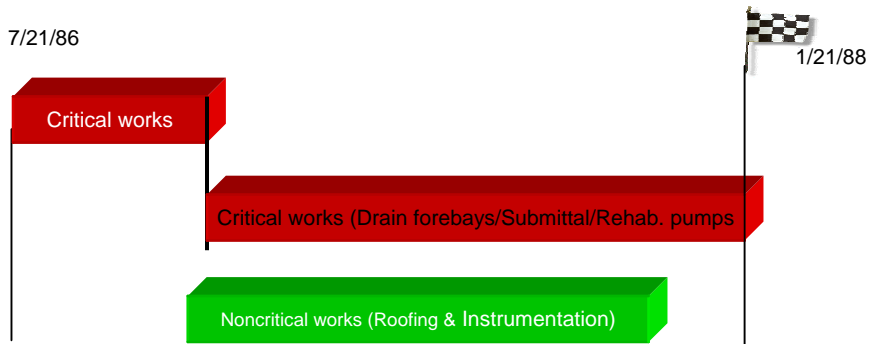 7/21/86
1/21/88
Critical works
Critical works (Drain forebays/Submittal/Rehab. pumps
Noncritical works (Roofing & Instrumentation)